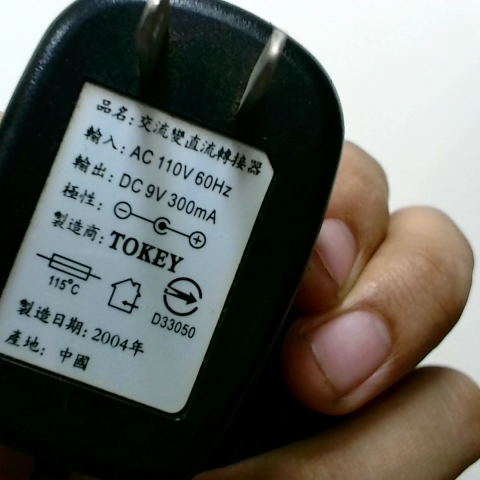 品名: 交流變直流轉接器
輸入: AC 110V 60Hz
輸出: DC 9V 300mA
極性:
製造商: TOKEY
115°C
D33050
製造日期: 2004年
產地: 中國